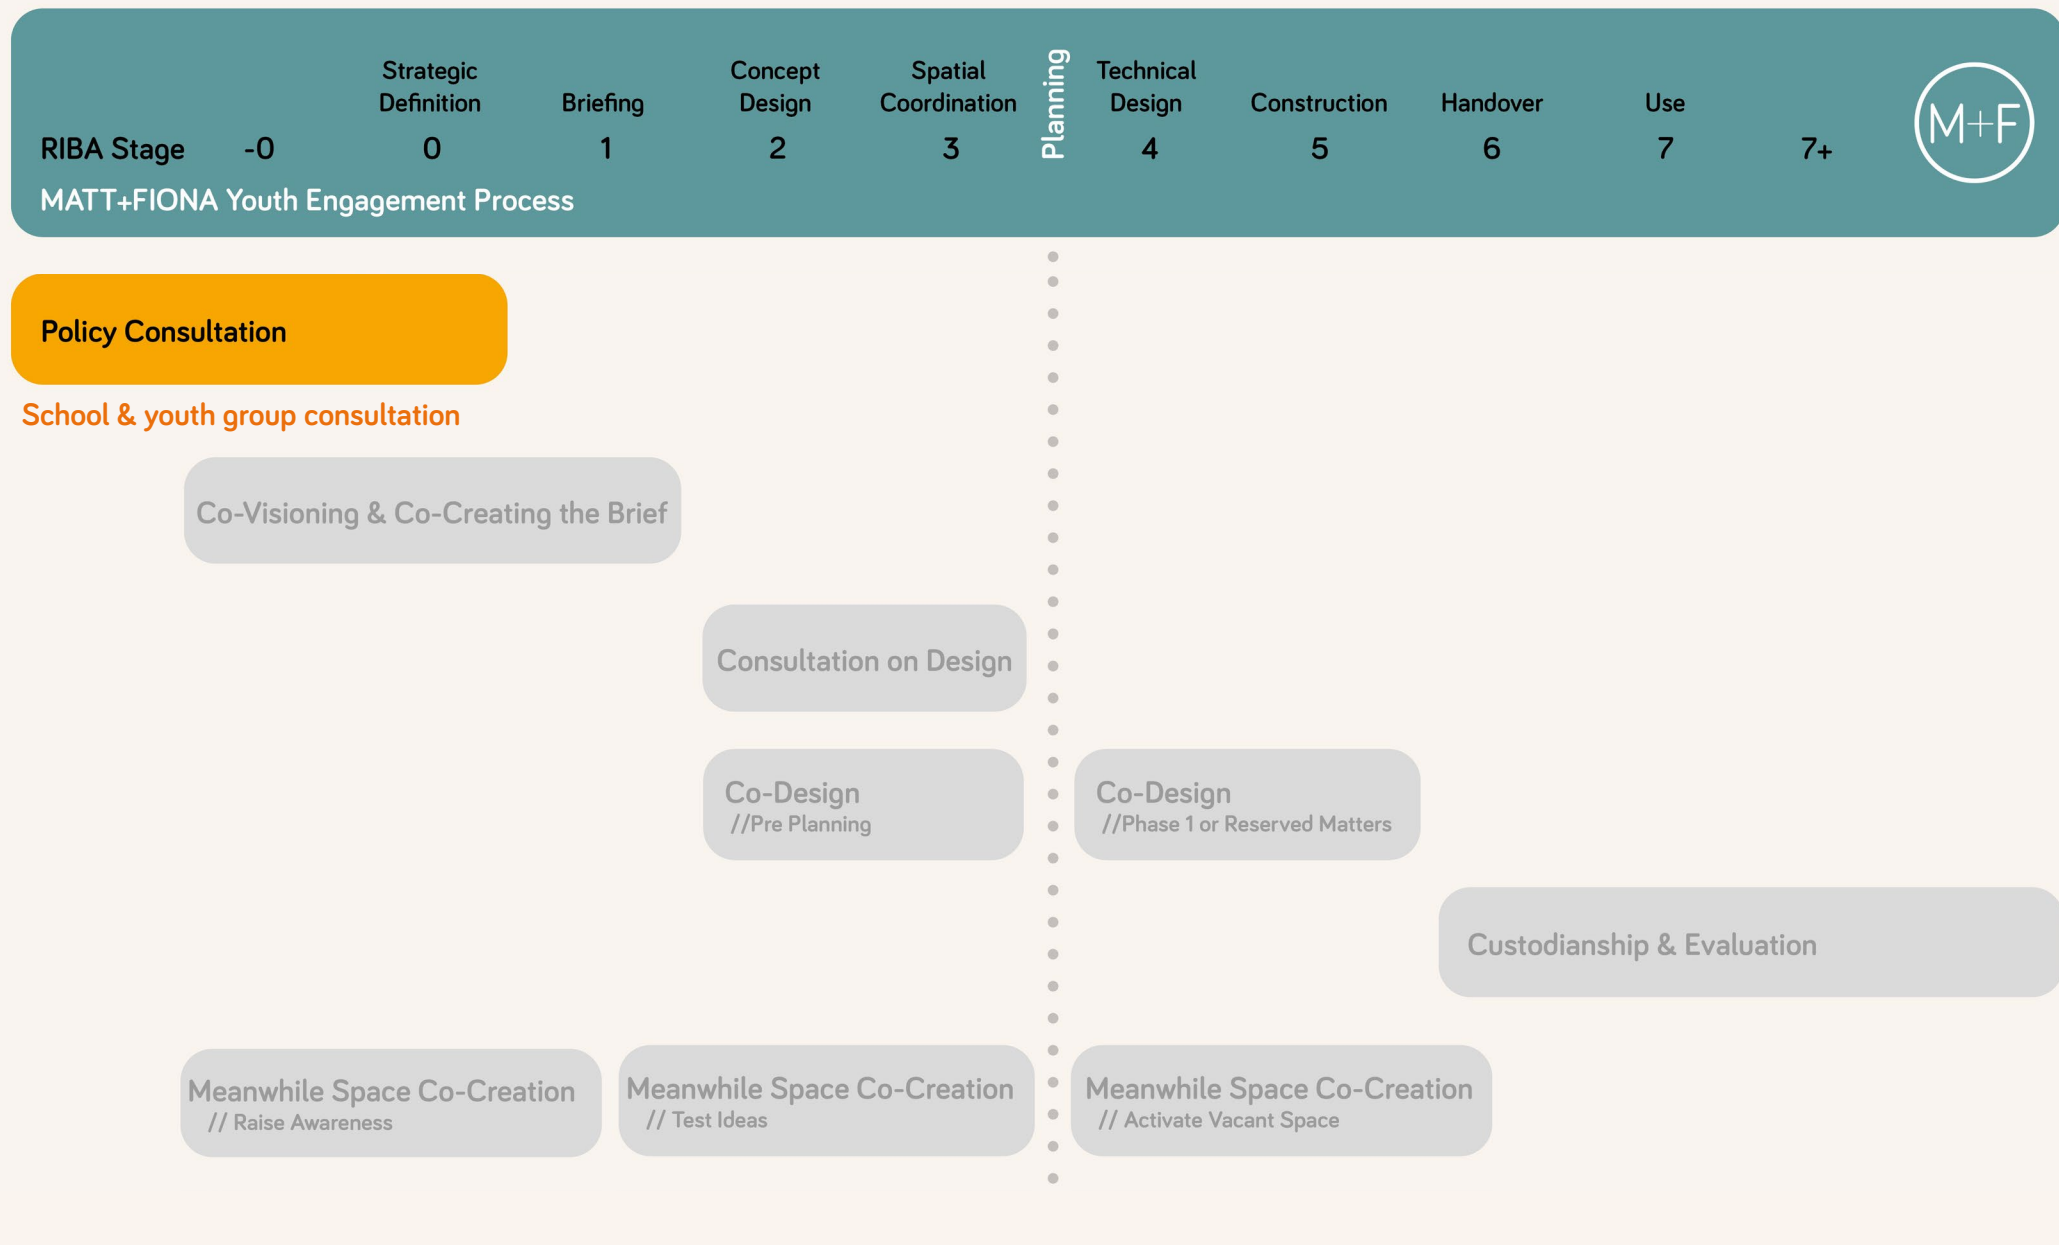 Strategic Definition
Briefing
Concept Design
Spatial Coordination
Planning
Technical Design
Construction
Handover
Use
RIBA Stage -0 0 1 2 3 4 5 6 7 7+
M+F
MATT+FIONA Youth Engagement Process
Policy Consultation
School & youth group consultation
Co-Visioning & Co-Creating the Brief
Consultation on Design
Co-Design
//Pre Planning
Co-Design
//Phase 1 or Reserved Matters
Custodianship & Evaluation
Meanwhile Space Co-Creation
// Raise Awareness
Meanwhile Space Co-Creation
// Test Ideas
Meanwhile Space Co-Creation
// Activate Vacant Space